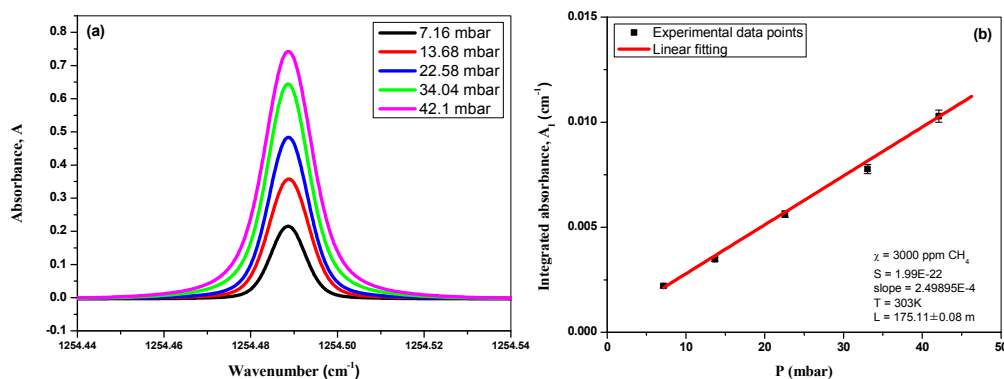 (a)
7.16 mbar
13.68 mbar
22.58 mbar
34.04 mbar
42.1 mbar
Absorbance, A
0.8
0.7
0.6
0.5
0.4
0.3
0.2
0.1
0.0
-0.1
1254.44 1254.46 1254.48 1254.50 1254.52 1254.54
Wavenumber (cm⁻¹)
(b)
Experimental data points
Linear fitting
Integrated absorbance, A_I (cm⁻¹)
0.015
0.010
0.005
0.000
χ = 3000 ppm CH₄
S = 1.99E-22
slope = 2.49895E-4
T = 303K
L = 175.11±0.08 m
0 10 20 30 40 50
P (mbar)